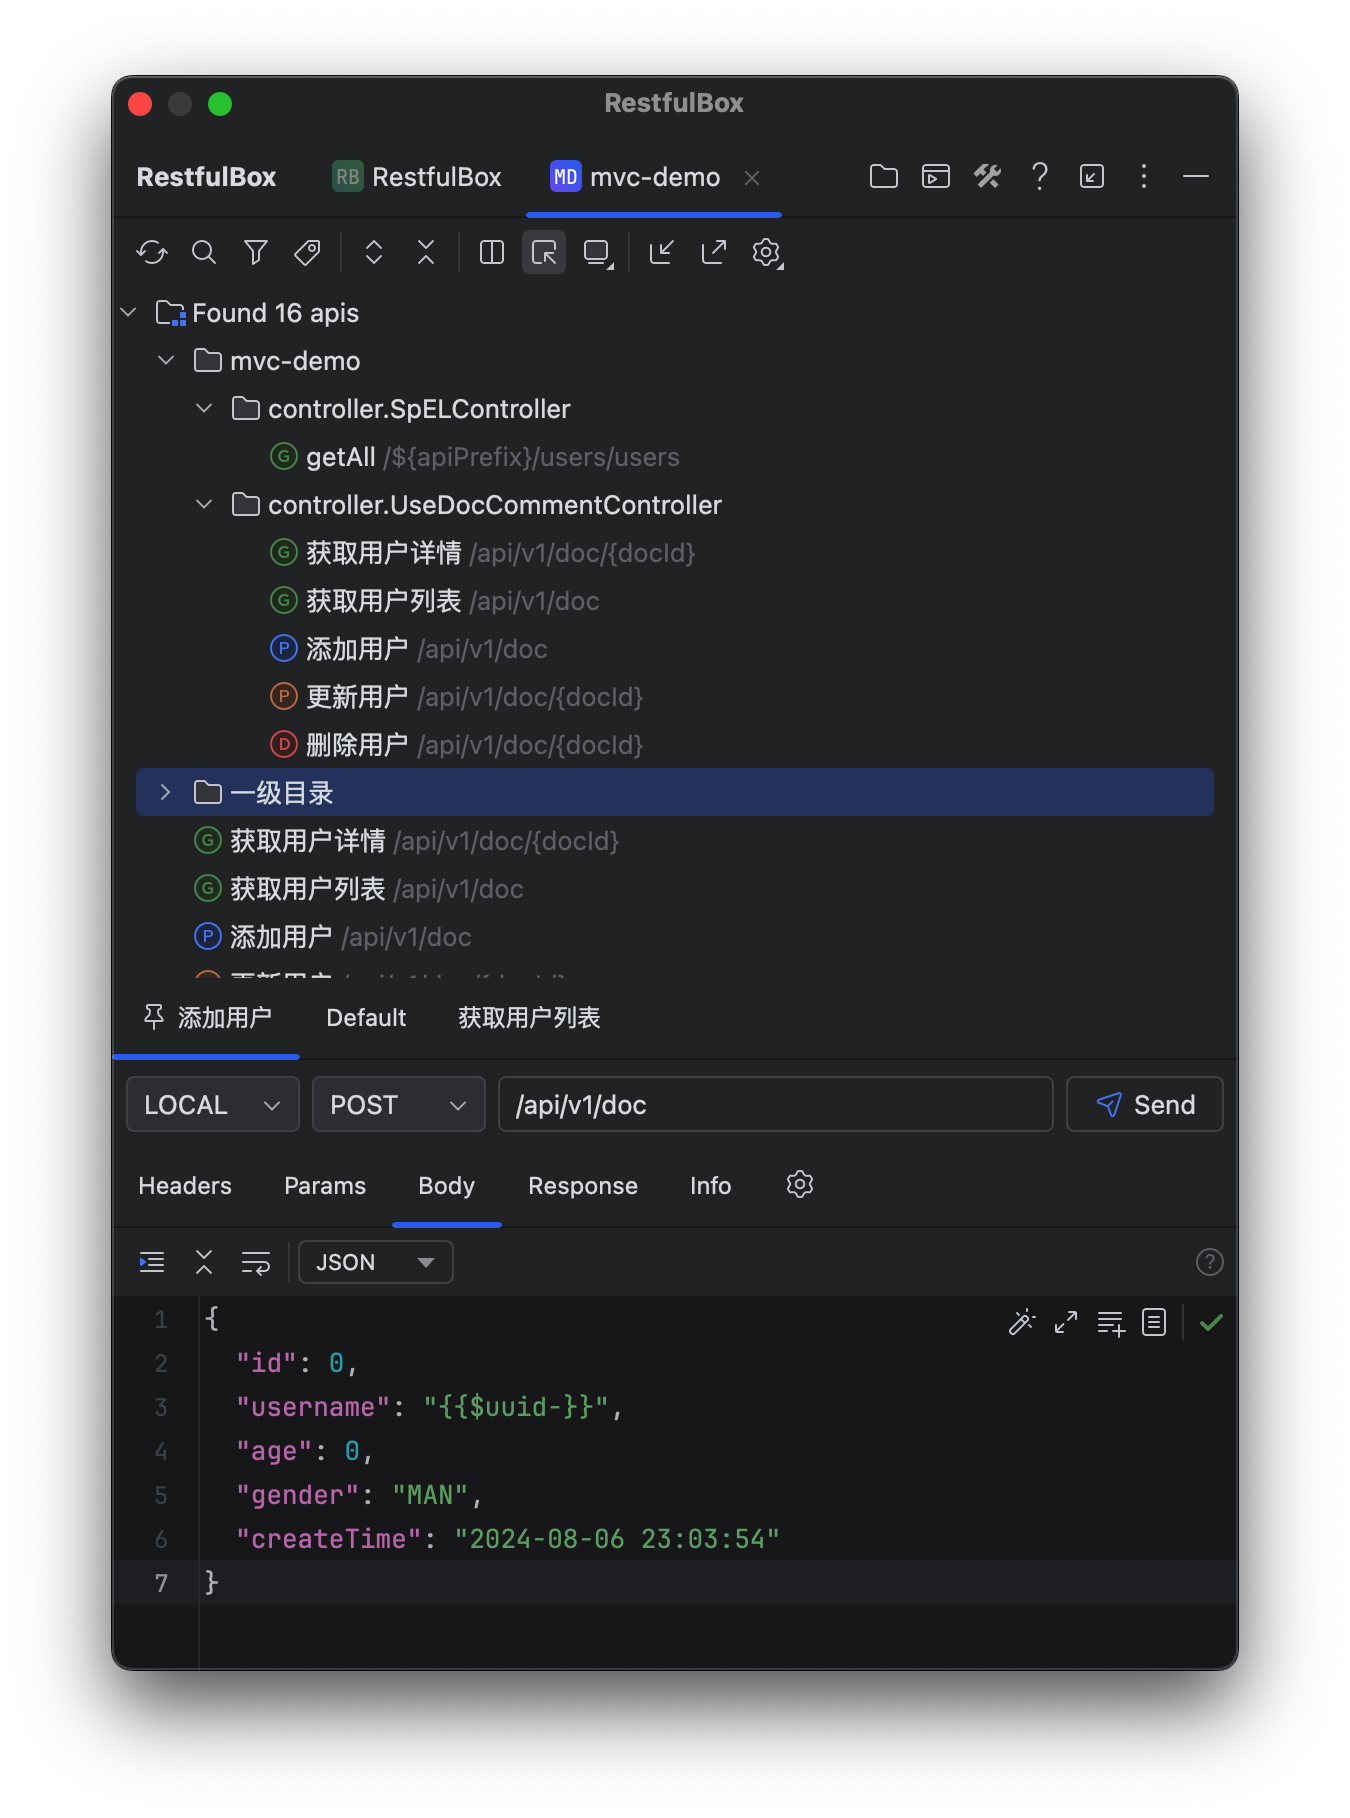 RestfulBox
RestfulBox RB RestfulBox MD mvc-demo
Found 16 apis
mvc-demo
controller.SpELController
G getAll /${apiPrefix}/users/users
controller.UseDocCommentController
G 获取用户详情 /api/v1/doc/{docId}
G 获取用户列表 /api/v1/doc
P 添加用户 /api/v1/doc
P 更新用户 /api/v1/doc/{docId}
D 删除用户 /api/v1/doc/{docId}
一级目录
G 获取用户详情 /api/v1/doc/{docId}
G 获取用户列表 /api/v1/doc
P 添加用户 /api/v1/doc
添加用户 Default 获取用户列表
LOCAL POST /api/v1/doc Send
Headers Params Body Response Info
JSON
1 {
2 "id": 0,
3 "username": "{{$uuid-}}",
4 "age": 0,
5 "gender": "MAN",
6 "createTime": "2024-08-06 23:03:54"
7 }